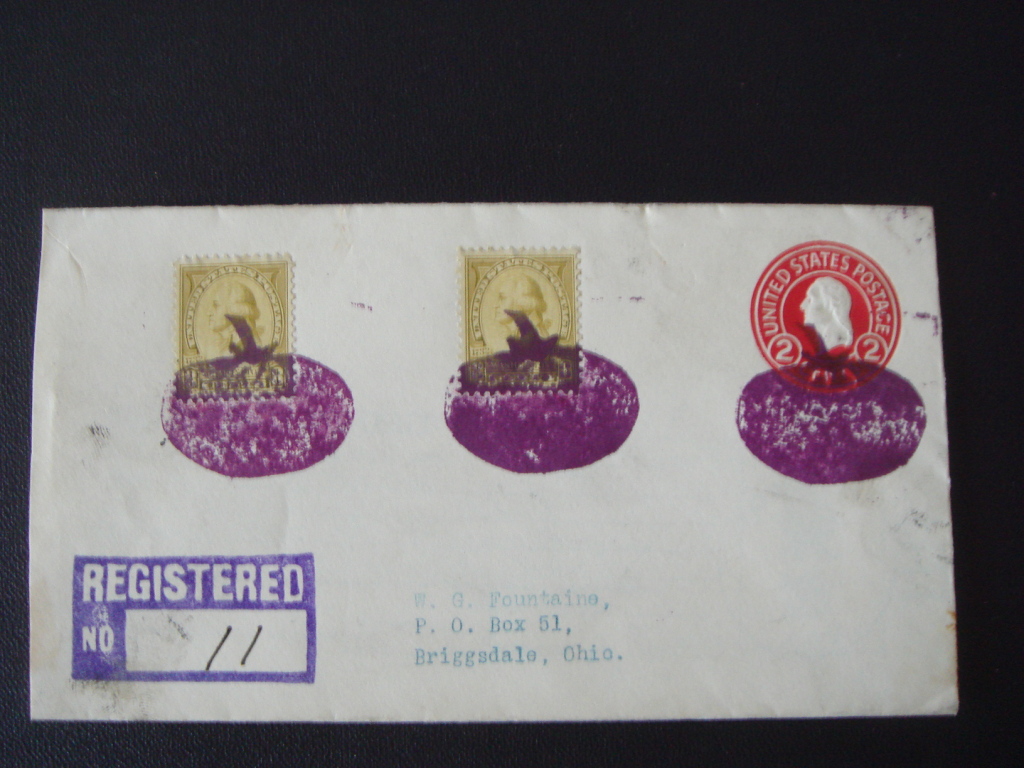 UNITED STATES POSTAGE
2 2
REGISTERED
NO 11
W. G. Fountaine,
P. O. Box 51,
Briggsdale, Ohio.